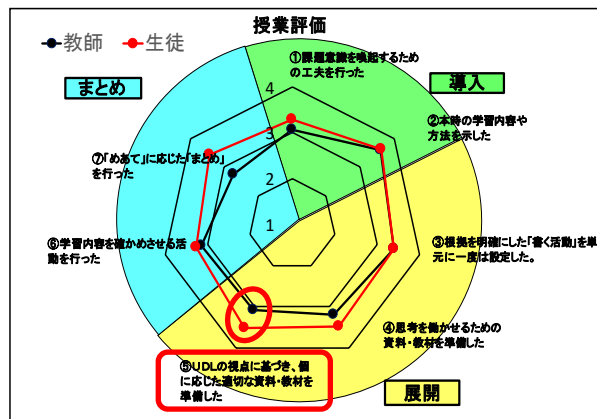 授業評価
教師
生徒
まとめ
導入
展開
4
3
2
1
①課題意識を喚起するため
の工夫を行った
②本時の学習内容や
方法を示した
③根拠を明確にした「書く活動」を単
元に一度は設定した。
④思考を働かせるための
資料・教材を準備した
⑤UDLの視点に基づき、個
に応じた適切な資料・教材を
準備した
⑥学習内容を確かめさせる活
動を行った
⑦「めあて」に応じた「まとめ」
を行った